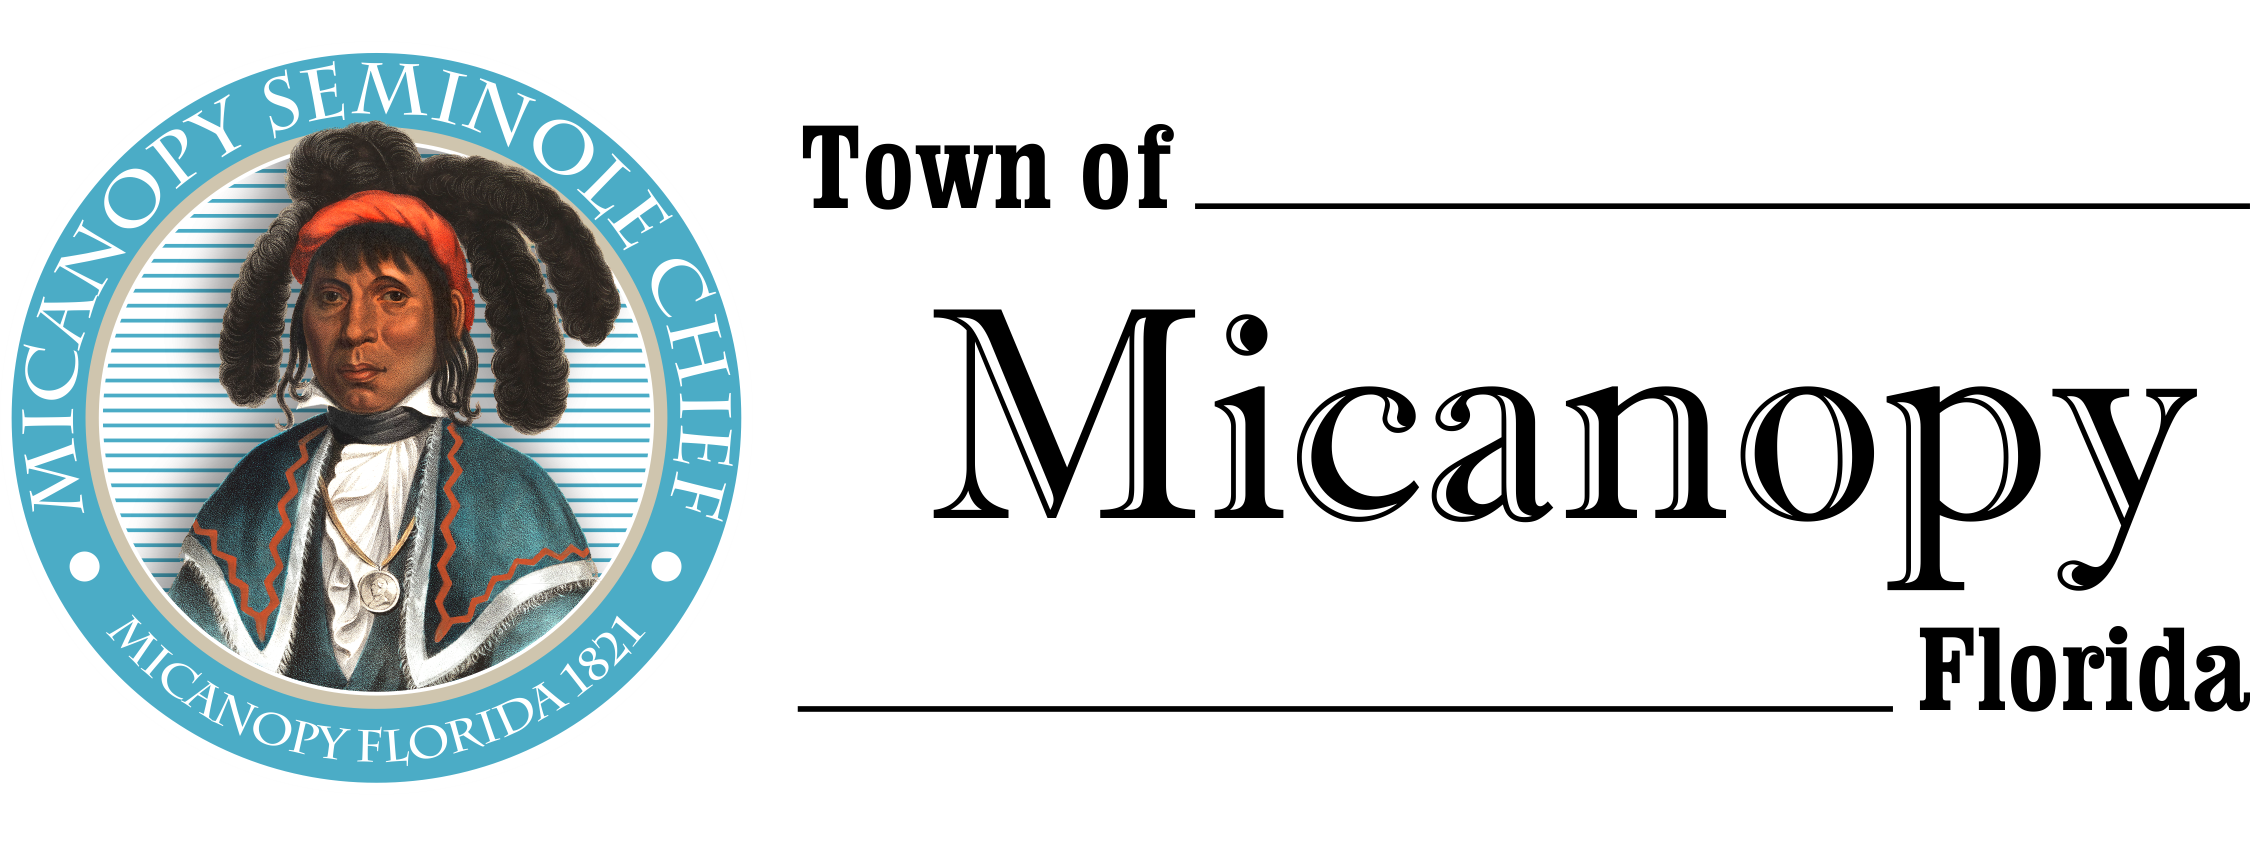 MICANOPY SEMINOLE CHIEF
MICANOPY FLORIDA 1821
Town of
Micanopy
Florida